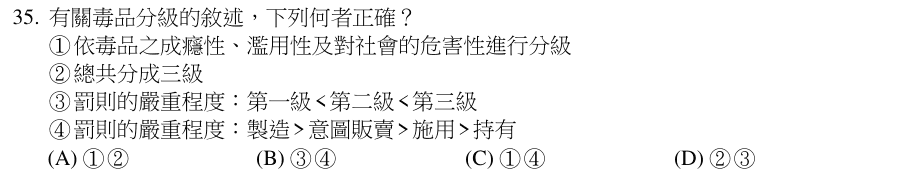 35. 有關毒品分級的敘述，下列何者正確？
①依毒品之成癮性、濫用性及對社會的危害性進行分級
②總共分成三級
③罰則的嚴重程度：第一級<第二級<第三級
④罰則的嚴重程度：製造>意圖販賣>施用>持有
(A) ①② (B) ③④ (C) ①④ (D) ②③